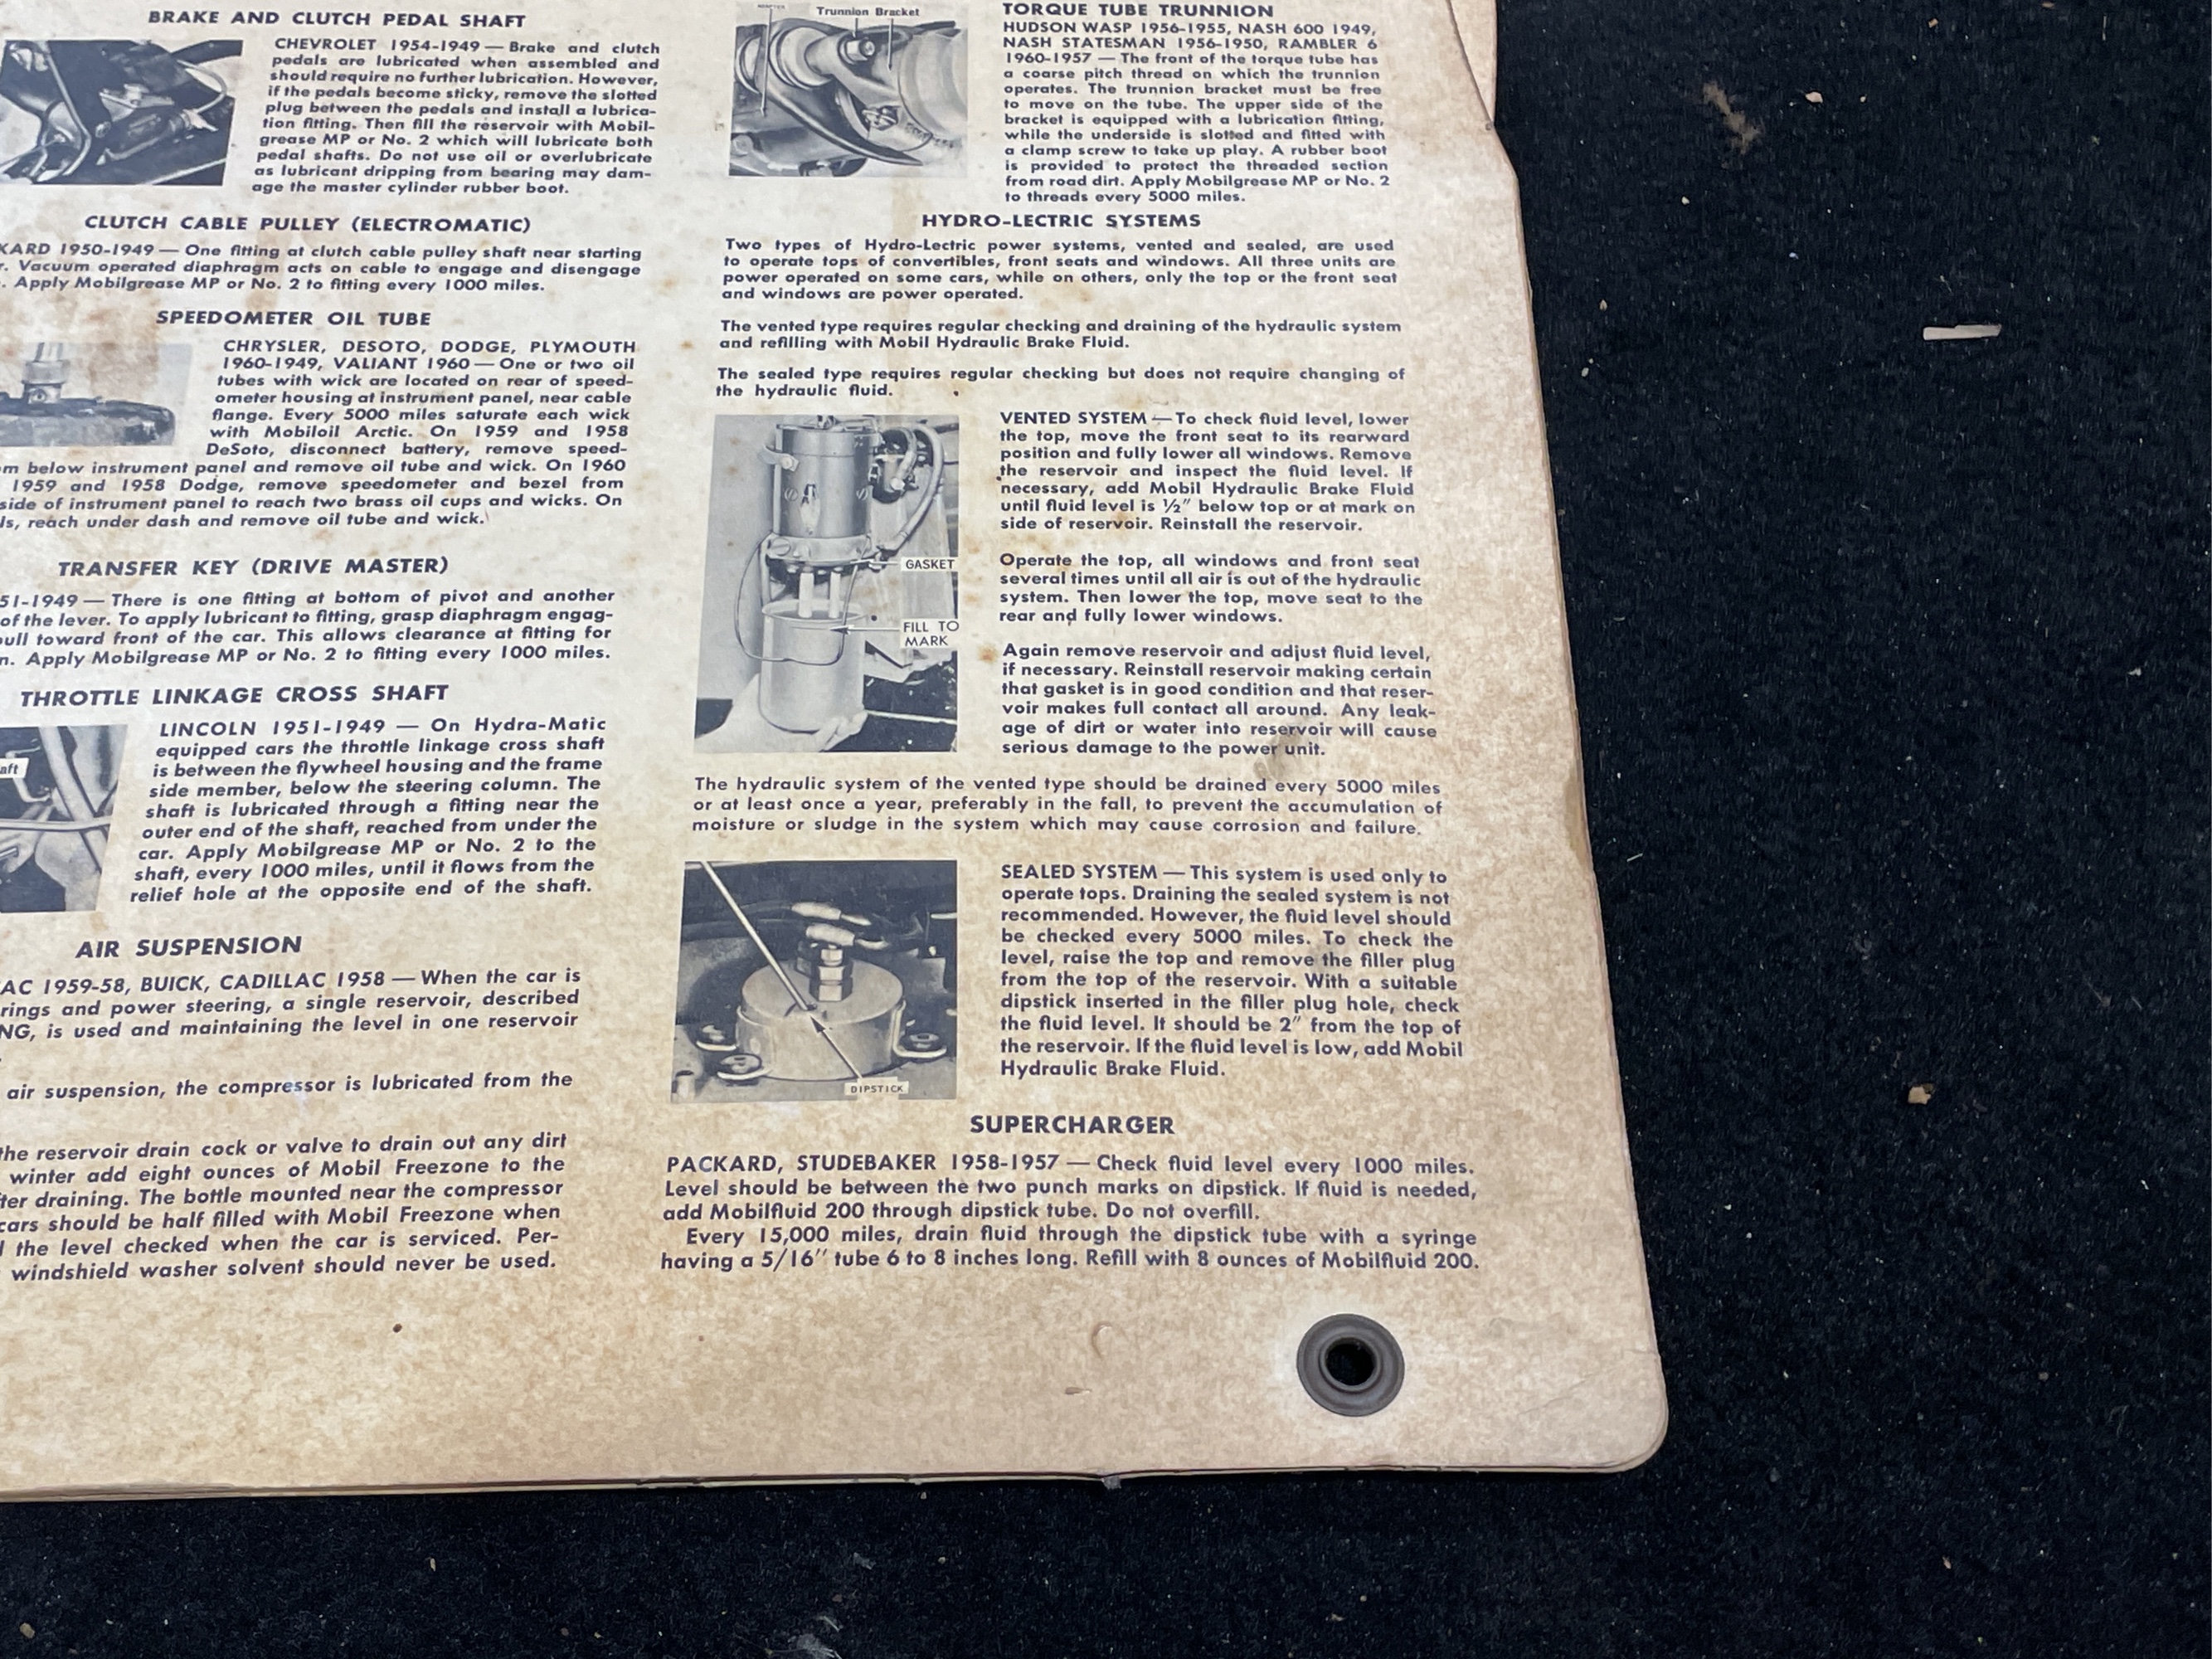 BRAKE AND CLUTCH PEDAL SHAFT
CHEVROLET 1954-1949 — Brake and clutch
pedals are lubricated when assembled and
should require no further lubrication. However,
if the pedals become sticky, remove the slotted
plug between the pedals and install a lubrica-
tion fitting. Then fill the reservoir with Mobil-
grease MP or No. 2 which will lubricate both
pedal shafts. Do not use oil or overlubricate
as lubricant dripping from bearing may dam-
age the master cylinder rubber boot.
CLUTCH CABLE PULLEY (ELECTROMATIC)
KARD 1950-1949 — One fitting at clutch cable pulley shaft near starting
r. Vacuum operated diaphragm acts on cable to engage and disengage
. Apply Mobilgrease MP or No. 2 to fitting every 1000 miles.
SPEEDOMETER OIL TUBE
CHRYSLER, DESOTO, DODGE, PLYMOUTH
1960-1949, VALIANT 1960 — One or two oil
tubes with wick are located on rear of speed-
ometer housing at instrument panel, near cable
flange. Every 5000 miles saturate each wick
with Mobiloil Arctic. On 1959 and 1958
DeSoto, disconnect battery, remove speed-
om below instrument panel and remove oil tube and wick. On 1960
1959 and 1958 Dodge, remove speedometer and bezel from
side of instrument panel to reach two brass oil cups and wicks. On
ls, reach under dash and remove oil tube and wick.
TRANSFER KEY (DRIVE MASTER)
51-1949 — There is one fitting at bottom of pivot and another
of the lever. To apply lubricant to fitting, grasp diaphragm engag-
pull toward front of the car. This allows clearance at fitting for
n. Apply Mobilgrease MP or No. 2 to fitting every 1000 miles.
THROTTLE LINKAGE CROSS SHAFT
aft
LINCOLN 1951-1949 — On Hydra-Matic
equipped cars the throttle linkage cross shaft
is between the flywheel housing and the frame
side member, below the steering column. The
shaft is lubricated through a fitting near the
outer end of the shaft, reached from under the
car. Apply Mobilgrease MP or No. 2 to the
shaft, every 1000 miles, until it flows from the
relief hole at the opposite end of the shaft.
AIR SUSPENSION
AC 1959-58, BUICK, CADILLAC 1958 — When the car is
rings and power steering, a single reservoir, described
NG, is used and maintaining the level in one reservoir
.
air suspension, the compressor is lubricated from the
the reservoir drain cock or valve to drain out any dirt
winter add eight ounces of Mobil Freezone to the
fter draining. The bottle mounted near the compressor
cars should be half filled with Mobil Freezone when
the level checked when the car is serviced. Per-
windshield washer solvent should never be used.
Trunnion Bracket
TORQUE TUBE TRUNNION
HUDSON WASP 1956-1955, NASH 600 1949,
NASH STATESMAN 1956-1950, RAMBLER 6
1960-1957 — The front of the torque tube has
a coarse pitch thread on which the trunnion
operates. The trunnion bracket must be free
to move on the tube. The upper side of the
bracket is equipped with a lubrication fitting,
while the underside is slotted and fitted with
a clamp screw to take up play. A rubber boot
is provided to protect the threaded section
from road dirt. Apply Mobilgrease MP or No. 2
to threads every 5000 miles.
HYDRO-LECTRIC SYSTEMS
Two types of Hydro-Lectric power systems, vented and sealed, are used
to operate tops of convertibles, front seats and windows. All three units are
power operated on some cars, while on others, only the top or the front seat
and windows are power operated.
The vented type requires regular checking and draining of the hydraulic system
and refilling with Mobil Hydraulic Brake Fluid.
The sealed type requires regular checking but does not require changing of
the hydraulic fluid.
GASKET
FILL TO
MARK
VENTED SYSTEM — To check fluid level, lower
the top, move the front seat to its rearward
position and fully lower all windows. Remove
the reservoir and inspect the fluid level. If
necessary, add Mobil Hydraulic Brake Fluid
until fluid level is ½″ below top or at mark on
side of reservoir. Reinstall the reservoir.
Operate the top, all windows and front seat
several times until all air is out of the hydraulic
system. Then lower the top, move seat to the
rear and fully lower windows.
Again remove reservoir and adjust fluid level,
if necessary. Reinstall reservoir making certain
that gasket is in good condition and that reser-
voir makes full contact all around. Any leak-
age of dirt or water into reservoir will cause
serious damage to the power unit.
The hydraulic system of the vented type should be drained every 5000 miles
or at least once a year, preferably in the fall, to prevent the accumulation of
moisture or sludge in the system which may cause corrosion and failure.
DIPSTICK
SEALED SYSTEM — This system is used only to
operate tops. Draining the sealed system is not
recommended. However, the fluid level should
be checked every 5000 miles. To check the
level, raise the top and remove the filler plug
from the top of the reservoir. With a suitable
dipstick inserted in the filler plug hole, check
the fluid level. It should be 2″ from the top of
the reservoir. If the fluid level is low, add Mobil
Hydraulic Brake Fluid.
SUPERCHARGER
PACKARD, STUDEBAKER 1958-1957 — Check fluid level every 1000 miles.
Level should be between the two punch marks on dipstick. If fluid is needed,
add Mobilfluid 200 through dipstick tube. Do not overfill.
Every 15,000 miles, drain fluid through the dipstick tube with a syringe
having a 5/16″ tube 6 to 8 inches long. Refill with 8 ounces of Mobilfluid 200.